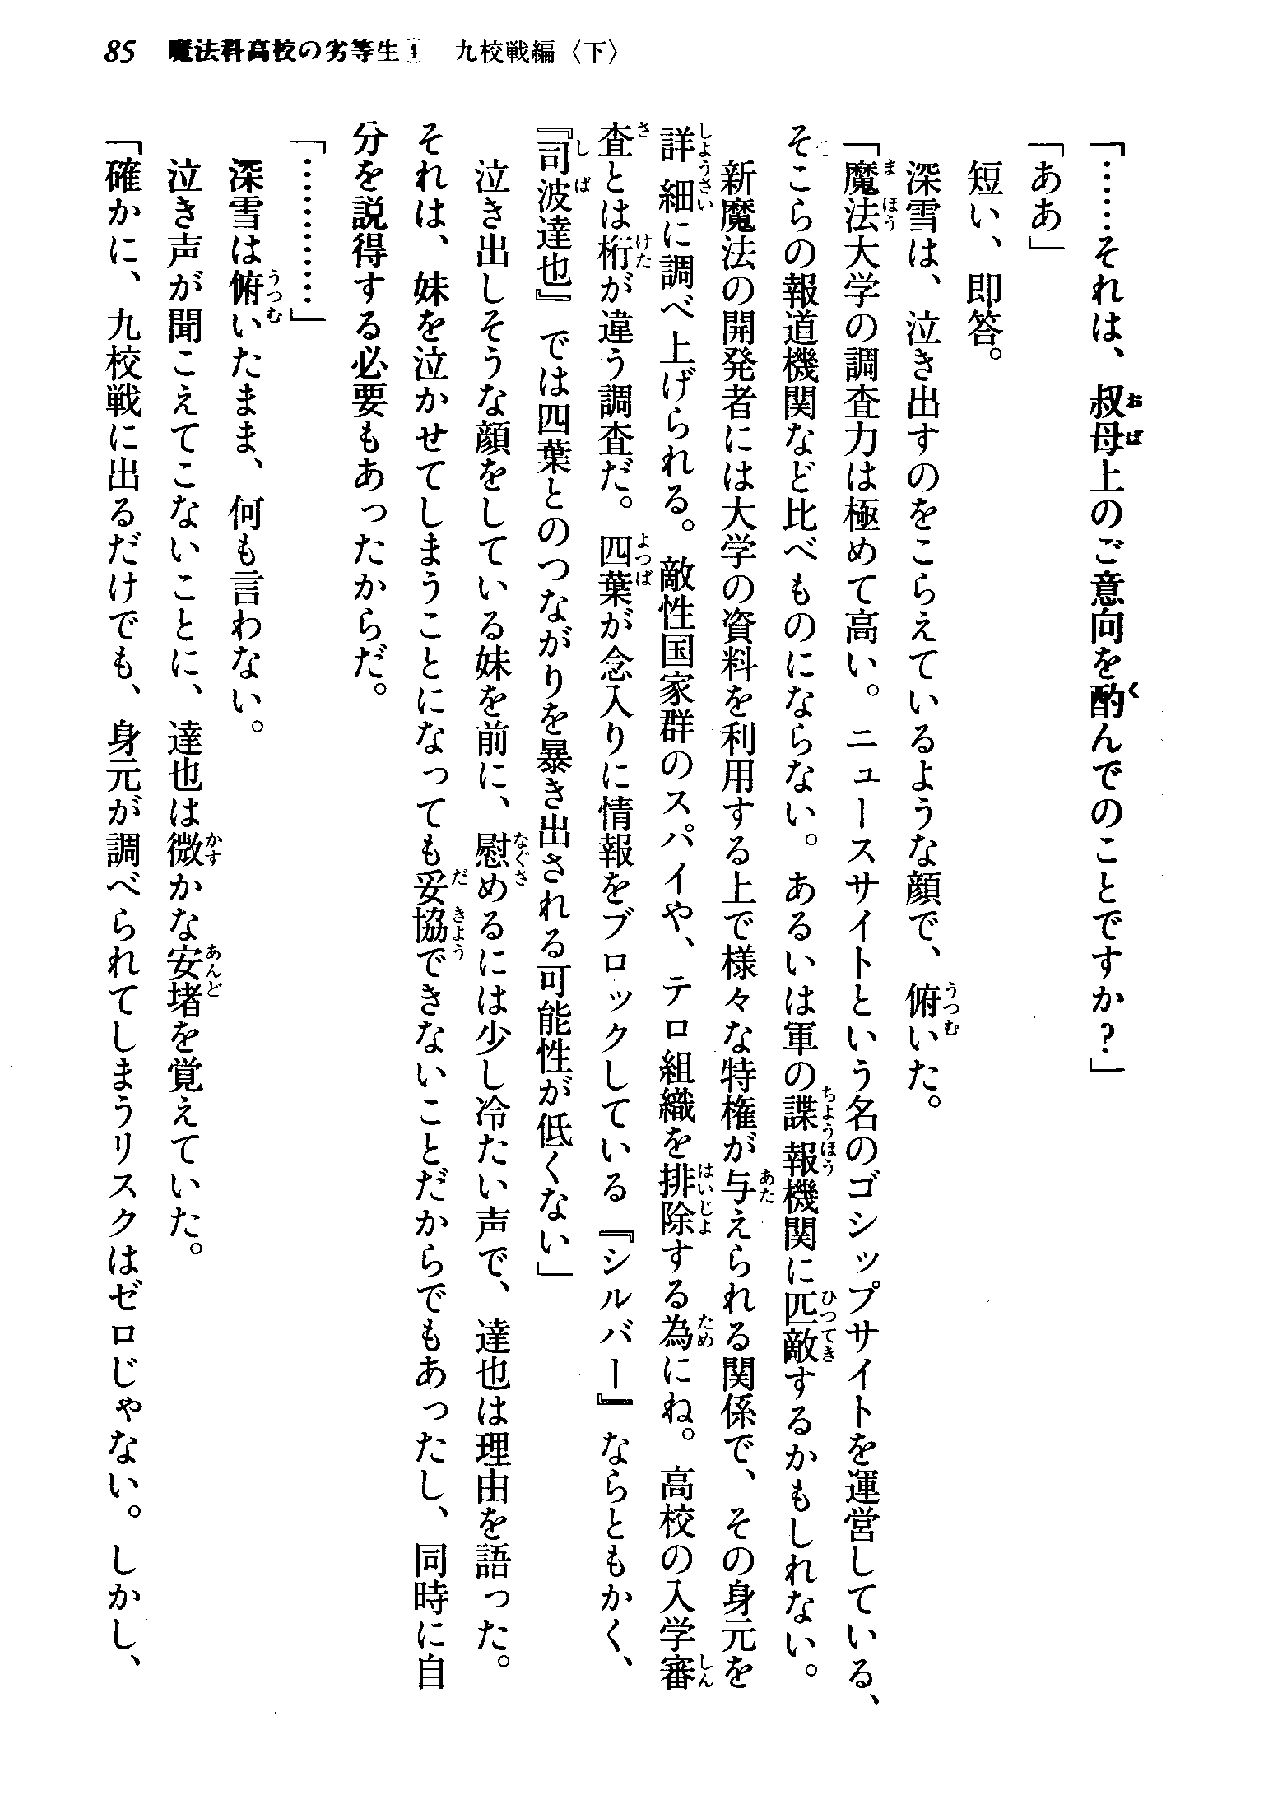 85　魔法科高校の劣等生4　九校戦編〈下〉
「……それは、叔母上のご意向を酌んでのことですか？」
「ああ」
短い、即答。
深雪は、泣き出すのをこらえているような顔で、俯いた。
「魔法大学の調査力は極めて高い。ニュースサイトという名のゴシップサイトを運営している、
そこらの報道機関など比べものにならない。あるいは軍の諜報機関に匹敵するかもしれない。
新魔法の開発者には大学の資料を利用する上で様々な特権が与えられる関係で、その身元を
詳細に調べ上げられる。敵性国家群のスパイや、テロ組織を排除する為にね。高校の入学審
査とは桁が違う調査だ。四葉が念入りに情報をブロックしている『シルバー』ならともかく、
『司波達也』では四葉とのつながりを暴き出される可能性が低くない」
泣き出しそうな顔をしている妹を前に、慰めるには少し冷たい声で、達也は理由を語った。
それは、妹を泣かせてしまうことになっても妥協できないことだからでもあったし、同時に自
分を説得する必要もあったからだ。
「…………」
深雪は俯いたまま、何も言わない。
泣き声が聞こえてこないことに、達也は微かな安堵を覚えていた。
「確かに、九校戦に出るだけでも、身元が調べられてしまうリスクはゼロじゃない。しかし、